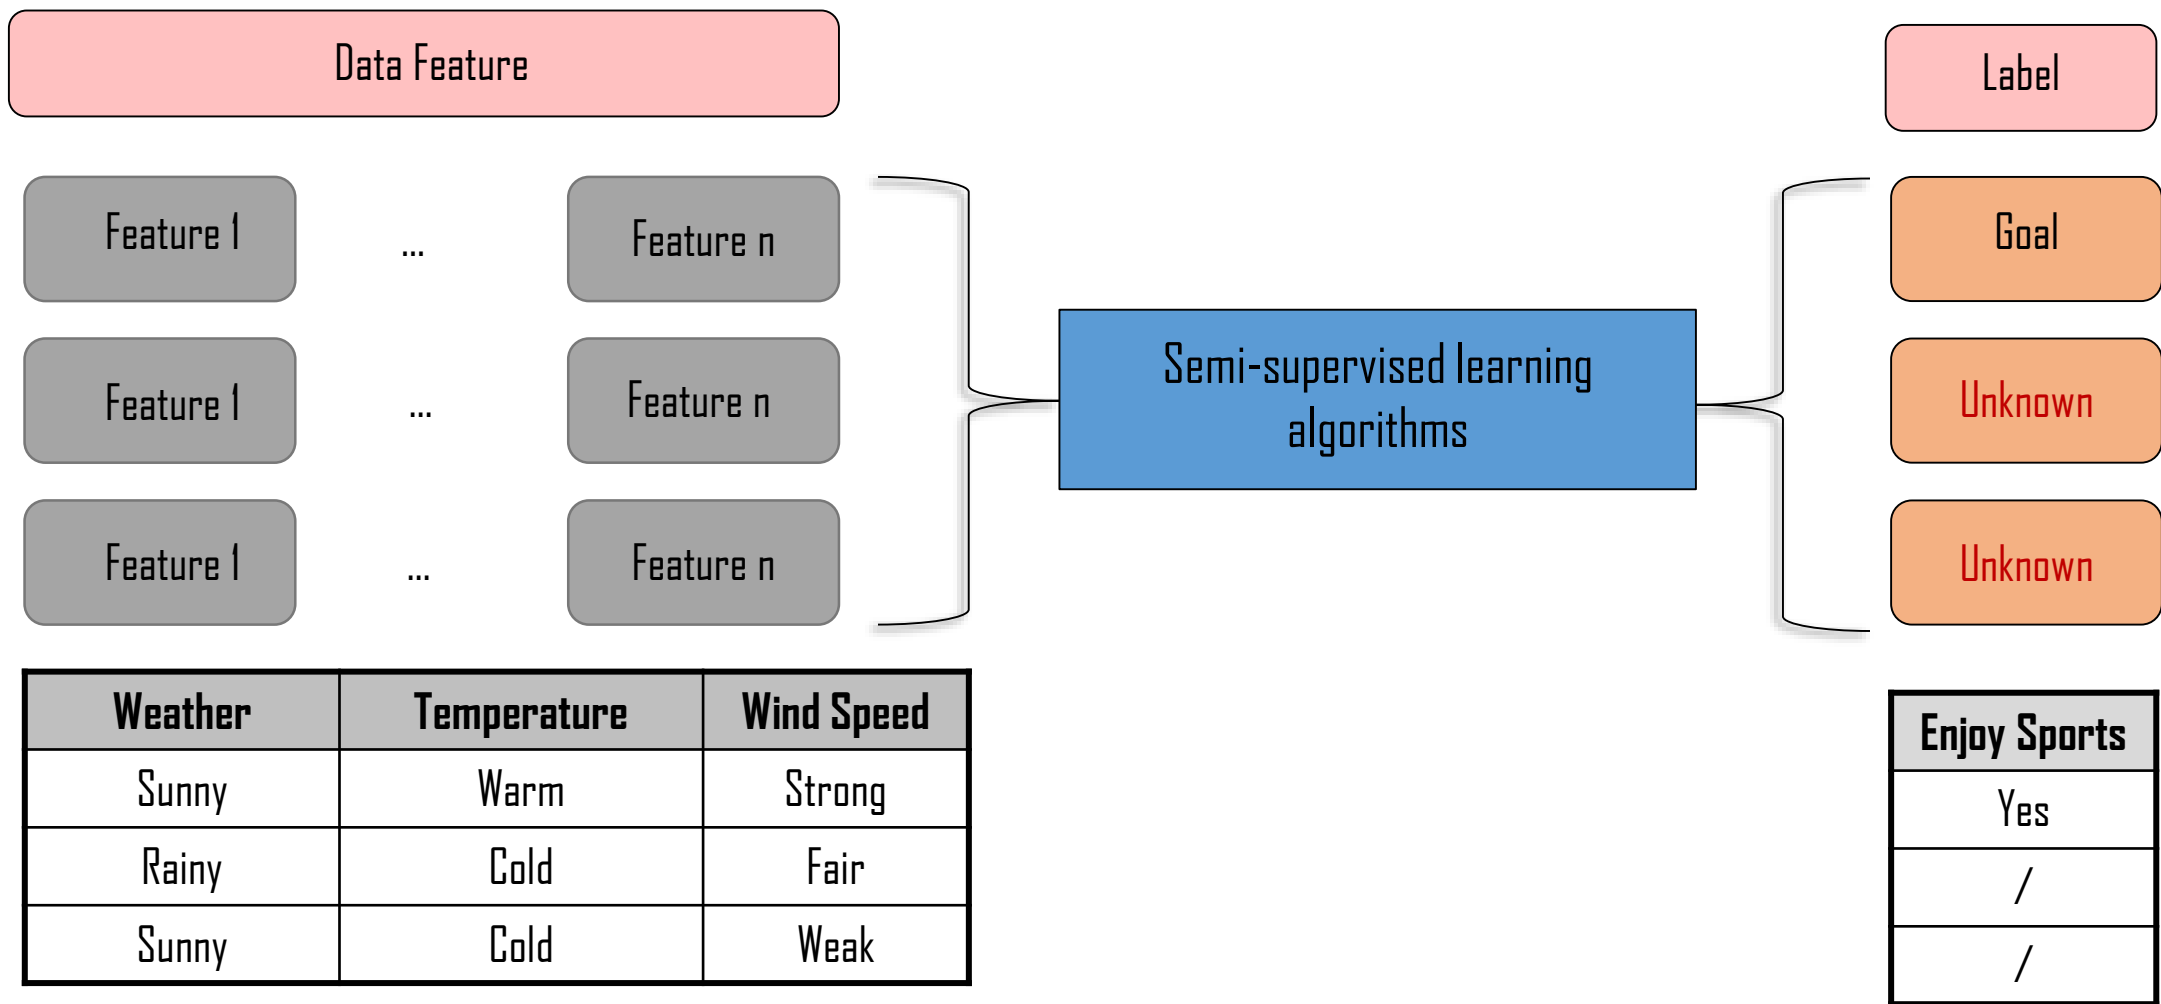 Data Feature
Label
Feature 1 ... Feature n
Goal
Feature 1 ... Feature n
Semi-supervised learning
algorithms
Unknown
Feature 1 ... Feature n
Unknown
Weather Temperature Wind Speed
Sunny Warm Strong
Rainy Cold Fair
Sunny Cold Weak
Enjoy Sports
Yes
/
/